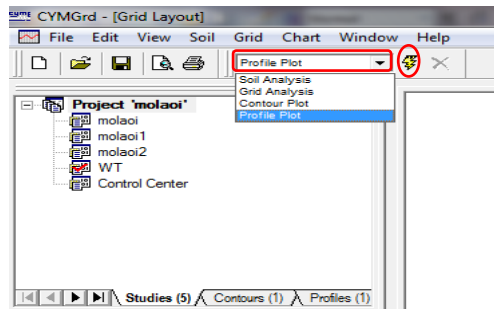 CYME CYMGrd - [Grid Layout]
File Edit View Soil Grid Chart Window Help
Profile Plot
Soil Analysis
Grid Analysis
Contour Plot
Profile Plot
Project 'molaoi'
molaoi
molaoi1
molaoi2
WT
Control Center
Studies (5) Contours (1) Profiles (1)